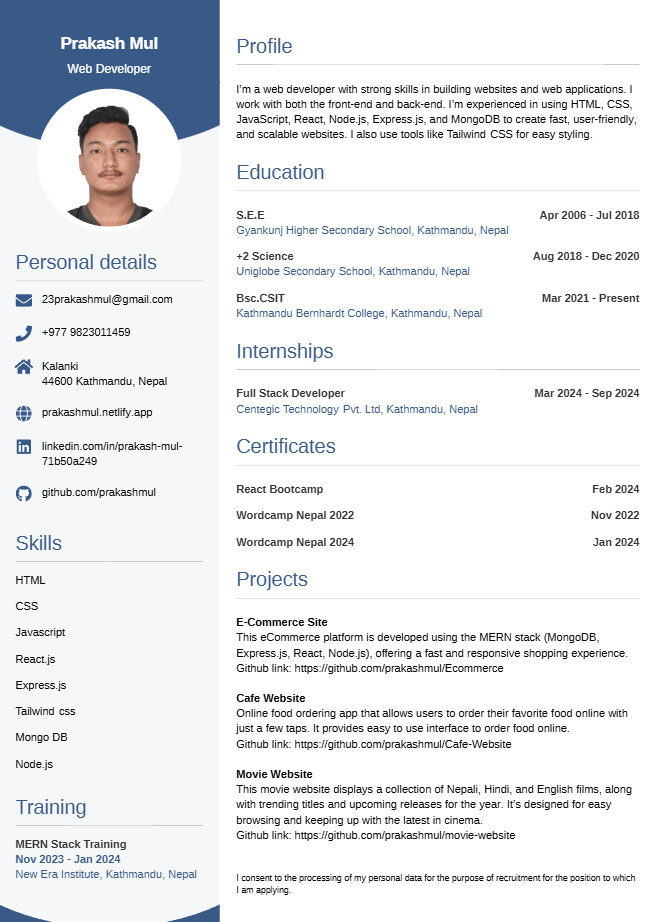 Prakash Mul
Web Developer
Personal details
23prakashmul@gmail.com
+977 9823011459
Kalanki
44600 Kathmandu, Nepal
prakashmul.netlify.app
linkedin.com/in/prakash-mul-
71b50a249
github.com/prakashmul
Skills
HTML
CSS
Javascript
React.js
Express.js
Tailwind css
Mongo DB
Node.js
Training
MERN Stack Training
Nov 2023 - Jan 2024
New Era Institute, Kathmandu, Nepal
Profile
I'm a web developer with strong skills in building websites and web applications. I
work with both the front-end and back-end. I'm experienced in using HTML, CSS,
JavaScript, React, Node.js, Express.js, and MongoDB to create fast, user-friendly,
and scalable websites. I also use tools like Tailwind CSS for easy styling.
Education
S.E.E Apr 2006 - Jul 2018
Gyankunj Higher Secondary School, Kathmandu, Nepal
+2 Science Aug 2018 - Dec 2020
Uniglobe Secondary School, Kathmandu, Nepal
Bsc.CSIT Mar 2021 - Present
Kathmandu Bernhardt College, Kathmandu, Nepal
Internships
Full Stack Developer Mar 2024 - Sep 2024
Centegic Technology Pvt. Ltd, Kathmandu, Nepal
Certificates
React Bootcamp Feb 2024
Wordcamp Nepal 2022 Nov 2022
Wordcamp Nepal 2024 Jan 2024
Projects
E-Commerce Site
This eCommerce platform is developed using the MERN stack (MongoDB,
Express.js, React, Node.js), offering a fast and responsive shopping experience.
Github link: https://github.com/prakashmul/Ecommerce
Cafe Website
Online food ordering app that allows users to order their favorite food online with
just a few taps. It provides easy to use interface to order food online.
Github link: https://github.com/prakashmul/Cafe-Website
Movie Website
This movie website displays a collection of Nepali, Hindi, and English films, along
with trending titles and upcoming releases for the year. It's designed for easy
browsing and keeping up with the latest in cinema.
Github link: https://github.com/prakashmul/movie-website
I consent to the processing of my personal data for the purpose of recruitment for the position to which
I am applying.